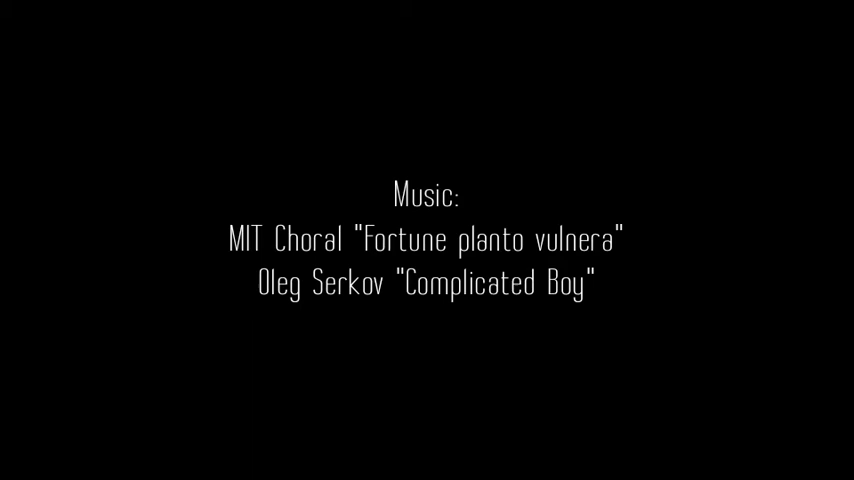 Music:
MIT Choral "Fortune planto vulnera"
Oleg Serkov "Complicated Boy"